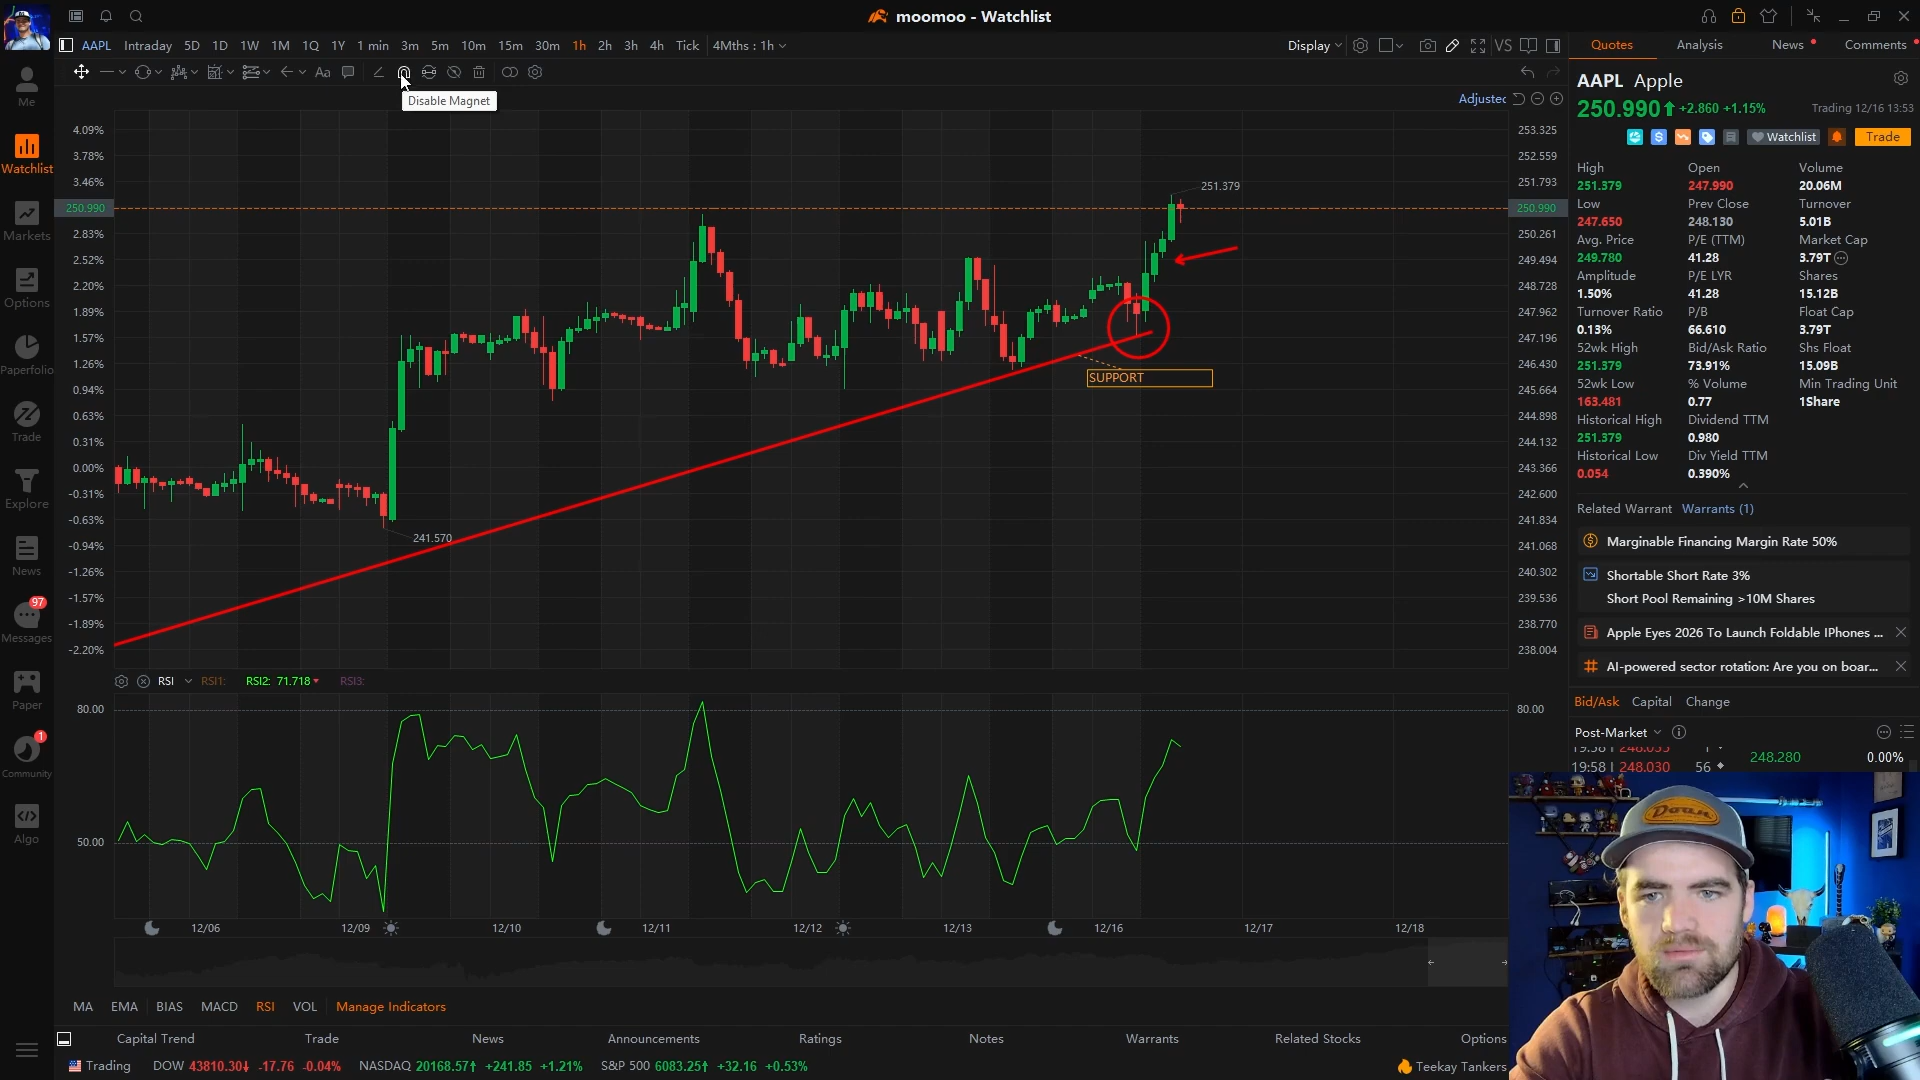 moomoo - Watchlist
AAPL Intraday 5D 1D 1W 1M 1Q 1Y 1 min 3m 5m 10m 15m 30m 1h 2h 3h 4h Tick 4Mths : 1h
Display
VS
Quotes Analysis News Comments
Aa
Disable Magnet
Adjusted
AAPL Apple
250.990 +2.860 +1.15%
Trading 12/16 13:53
Watchlist
Trade
High Open Volume
251.379 247.990 20.06M
Low Prev Close Turnover
247.650 248.130 5.01B
Avg. Price P/E (TTM) Market Cap
249.780 41.28 3.79T
Amplitude P/E LYR Shares
1.50% 41.28 15.12B
Turnover Ratio P/B Float Cap
0.13% 66.610 3.79T
52wk High Bid/Ask Ratio Shs Float
251.379 73.91% 15.09B
52wk Low % Volume Min Trading Unit
163.481 0.77 1Share
Historical High Dividend TTM
251.379 0.980
Historical Low Div Yield TTM
0.054 0.390%
Related Warrant Warrants (1)
Marginable Financing Margin Rate 50%
Shortable Short Rate 3%
Short Pool Remaining >10M Shares
Apple Eyes 2026 To Launch Foldable IPhones ...
AI-powered sector rotation: Are you on boar...
Bid/Ask Capital Change
Post-Market
19:58 248.030 56
248.280 0.00%
Me
Watchlist
Markets
Options
Paperfolio
Trade
Explore
News
97
Messages
Paper
1
Community
Algo
4.09%
3.78%
3.46%
250.990
2.83%
2.52%
2.20%
1.89%
1.57%
1.26%
0.94%
0.63%
0.31%
0.00%
-0.31%
-0.63%
-0.94%
-1.26%
-1.57%
-1.89%
-2.20%
251.379
SUPPORT
241.570
253.325
252.559
251.793
250.990
250.261
249.494
248.728
247.962
247.196
246.430
245.664
244.898
244.132
243.366
242.600
241.834
241.068
240.302
239.536
238.770
238.004
RSI RSI1: RSI2: 71.718 RSI3:
80.00
50.00
80.00
12/06 12/09 12/10 12/11 12/12 12/13 12/16 12/17 12/18
MA EMA BIAS MACD RSI VOL Manage Indicators
Capital Trend Trade News Announcements Ratings Notes Warrants Related Stocks Options
Trading DOW 43810.30 -17.76 -0.04% NASDAQ 20168.57 +241.85 +1.21% S&P 500 6083.25 +32.16 +0.53%
Teekay Tankers